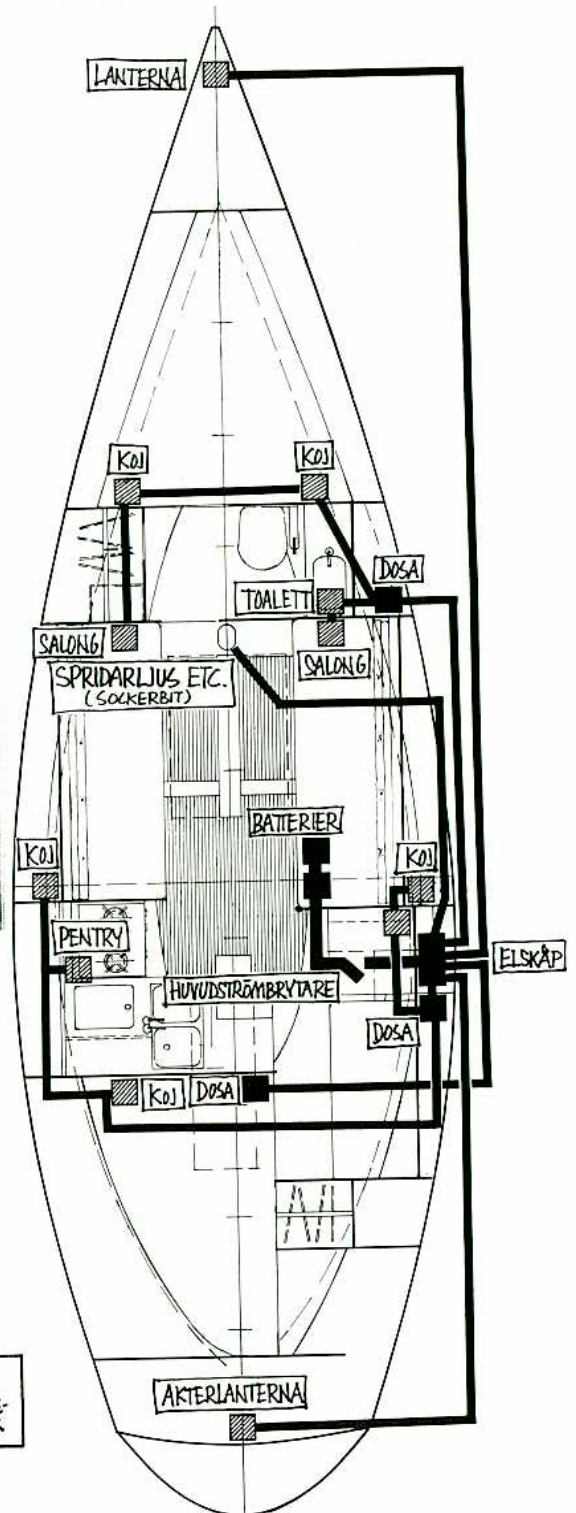 LANTERNA
KOJ
KOJ
DOSA
TOALETT
SALONG
SALONG
SPRIDARLJUS ETC.
(SOCKERBIT)
BATTERIER
KOJ
KOJ
PENTRY
ELSKÅP
HUVUDSTRÖMBRYTARE
DOSA
KOJ
DOSA
AKTERLANTERNA